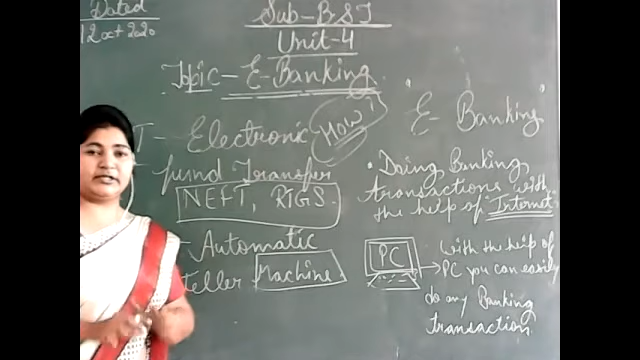 Dated
12 Oct 2020
Sub-BST
Unit-4
Topic - E-Banking
T - Electronic
Fund Transfer
HOW?
NEFT, RTGS.
- Automatic
teller Machine
"E-Banking"
• Doing Banking
transactions with
the help of "Internet"
PC
With the help of
PC you can easily
do any Banking
Transaction.